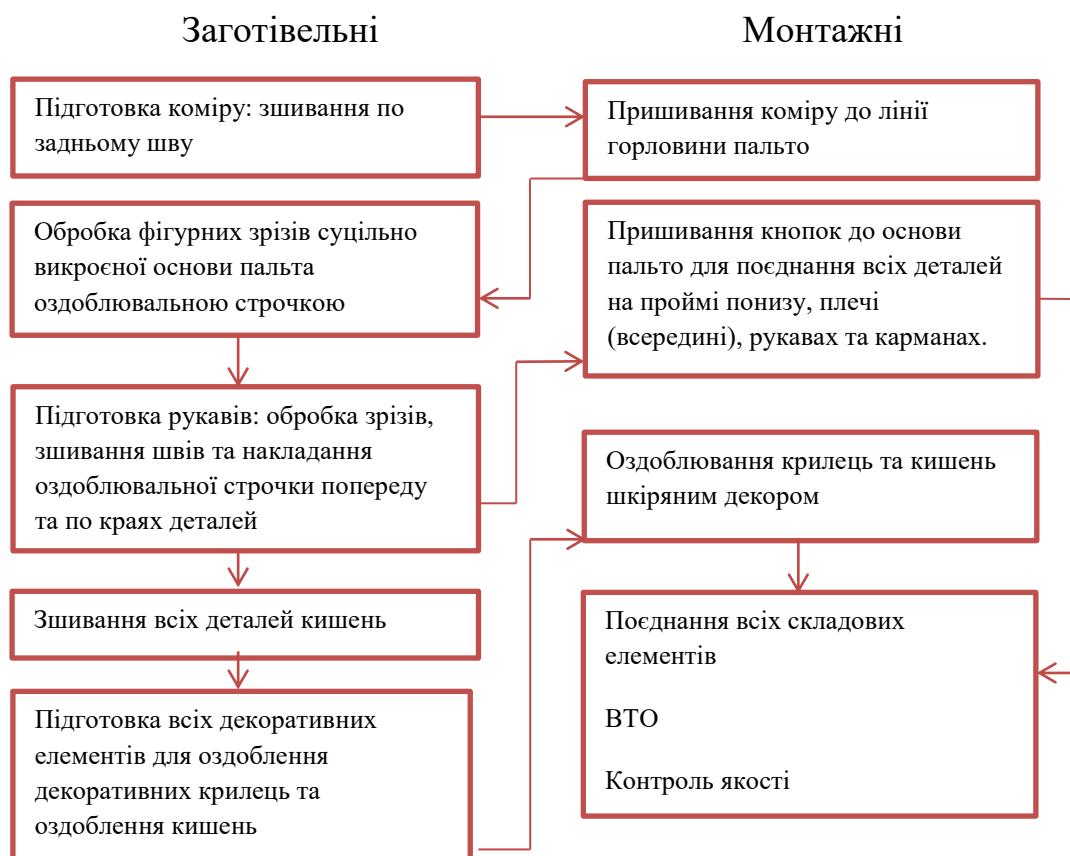 Заготівельні
Монтажні
Підготовка коміру: зшивання по
задньому шву
Пришивання коміру до лінії
горловини пальто
Обробка фігурних зрізів суцільно
викроєної основи пальта
оздоблювальною строчкою
Пришивання кнопок до основи
пальто для поєднання всіх деталей
на проймі понизу, плечі
(всередині), рукавах та карманах.
Підготовка рукавів: обробка зрізів,
зшивання швів та накладання
оздоблювальної строчки попереду
та по краях деталей
Оздоблювання крилець та кишень
шкіряним декором
Зшивання всіх деталей кишень
Поєднання всіх складових
елементів
ВТО
Контроль якості
Підготовка всіх декоративних
елементів для оздоблення
декоративних крилець та
оздоблення кишень